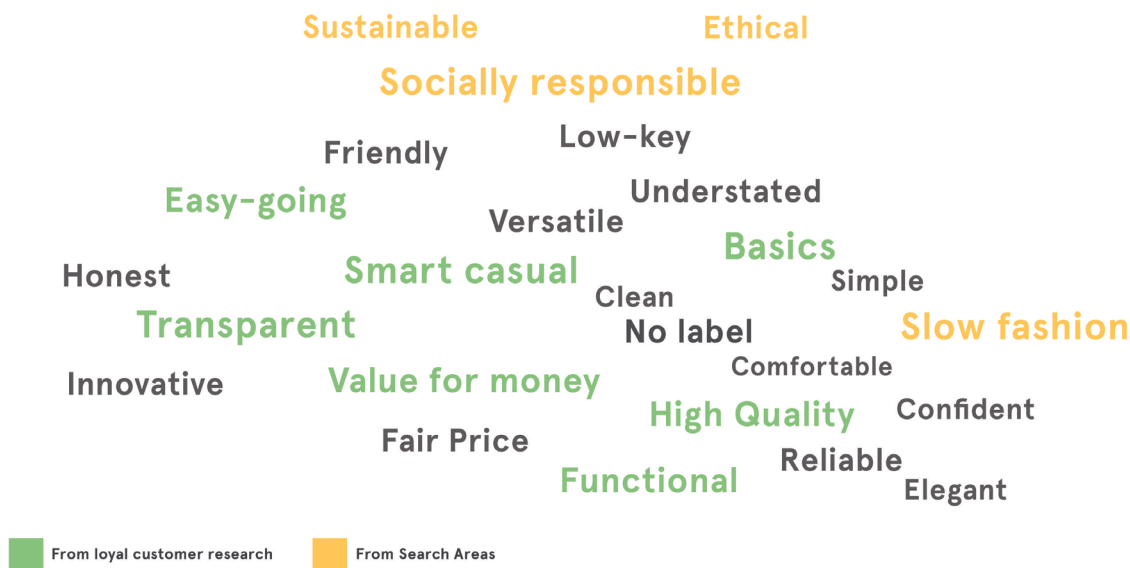 Sustainable
Ethical
Socially responsible
Low-key
Friendly
Understated
Easy-going
Versatile
Basics
Smart casual
Honest
Simple
Clean
Transparent
No label
Slow fashion
Comfortable
Value for money
Innovative
Confident
High Quality
Fair Price
Reliable
Functional
Elegant
From loyal customer research
From Search Areas